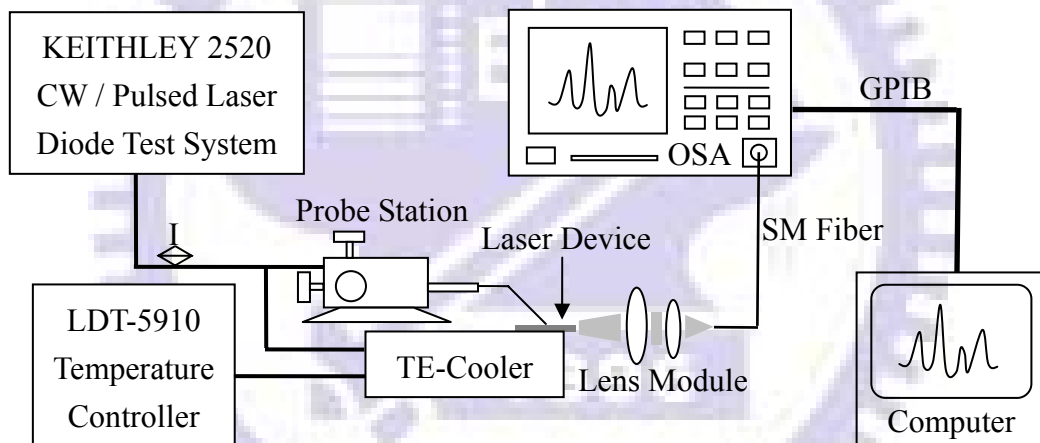 KEITHLEY 2520
CW / Pulsed Laser
Diode Test System
OSA
GPIB
Probe Station
I
Laser Device
SM Fiber
LDT-5910
Temperature
Controller
TE-Cooler
Lens Module
Computer